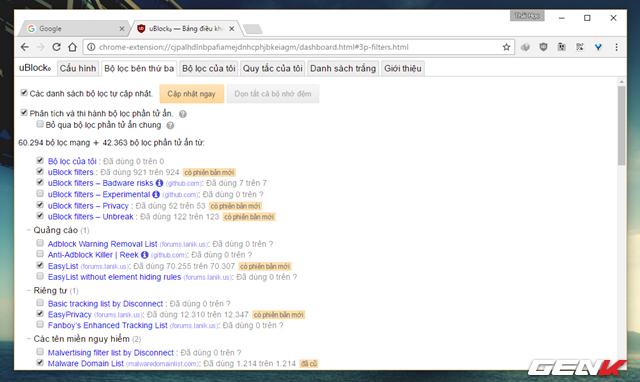 Thái Học
Google
uBlock₀ — Bảng điều kh
chrome-extension://cjpalhdlnbpafiamejdnhcphjbkeiagm/dashboard.html#3p-filters.html
uBlock₀ Cấu hình Bộ lọc bên thứ ba Bộ lọc của tôi Quy tắc của tôi Danh sách trắng Giới thiệu
Các danh sách bộ lọc tự cập nhật. Cập nhật ngay Dọn tất cả bộ nhớ đệm
Phân tích và thi hành bộ lọc phần tử ẩn.
Bỏ qua bộ lọc phần tử ẩn chung
60.294 bộ lọc mạng + 42.363 bộ lọc phần tử ẩn từ:
Bộ lọc của tôi : Đã dùng 0 trên 0
uBlock filters : Đã dùng 921 trên 924 có phiên bản mới
uBlock filters – Badware risks (github.com): Đã dùng 7 trên 7
uBlock filters – Experimental (github.com): Đã dùng 0 trên ?
uBlock filters – Privacy : Đã dùng 52 trên 53 có phiên bản mới
uBlock filters – Unbreak : Đã dùng 122 trên 123 có phiên bản mới
– Quảng cáo (1)
Adblock Warning Removal List (forums.lanik.us): Đã dùng 0 trên ?
Anti-Adblock Killer | Reek (github.com): Đã dùng 0 trên ?
EasyList (forums.lanik.us): Đã dùng 70.255 trên 70.307 có phiên bản mới
EasyList without element hiding rules (forums.lanik.us): Đã dùng 0 trên ?
– Riêng tư (1)
Basic tracking list by Disconnect : Đã dùng 0 trên ?
EasyPrivacy (forums.lanik.us): Đã dùng 12.310 trên 12.347 có phiên bản mới
Fanboy's Enhanced Tracking List (forums.lanik.us): Đã dùng 0 trên ?
– Các tên miền nguy hiểm (2)
Malvertising filter list by Disconnect : Đã dùng 0 trên ?
Malware Domain List (malwaredomainlist.com): Đã dùng 1.214 trên 1.214 đã cũ
GENK